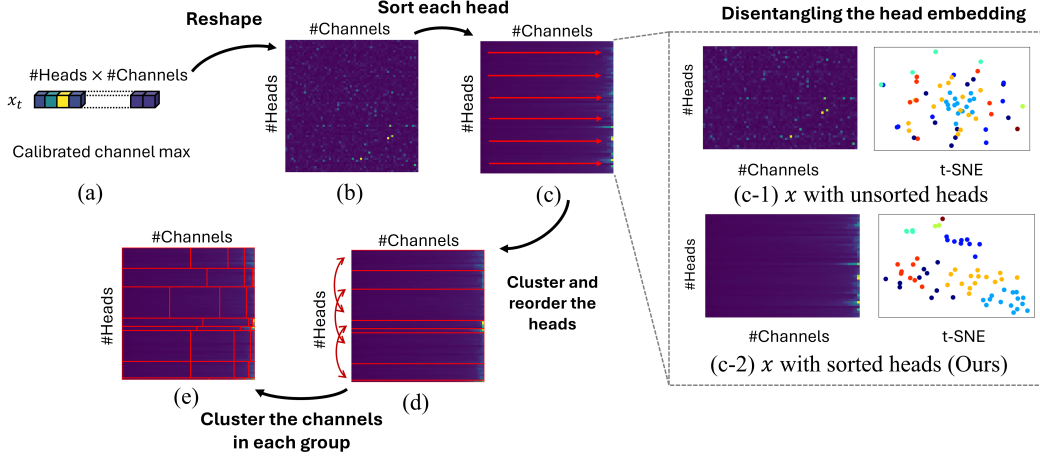 Reshape
Sort each head
Disentangling the head embedding
#Heads × #Channels
x_t
Calibrated channel max
(a)
#Channels
#Heads
(b)
#Channels
#Heads
(c)
#Heads
#Channels
t-SNE
(c-1) x with unsorted heads
#Heads
#Channels
t-SNE
(c-2) x with sorted heads (Ours)
Cluster and
reorder the
heads
#Channels
#Heads
(d)
#Channels
#Heads
(e)
Cluster the channels
in each group